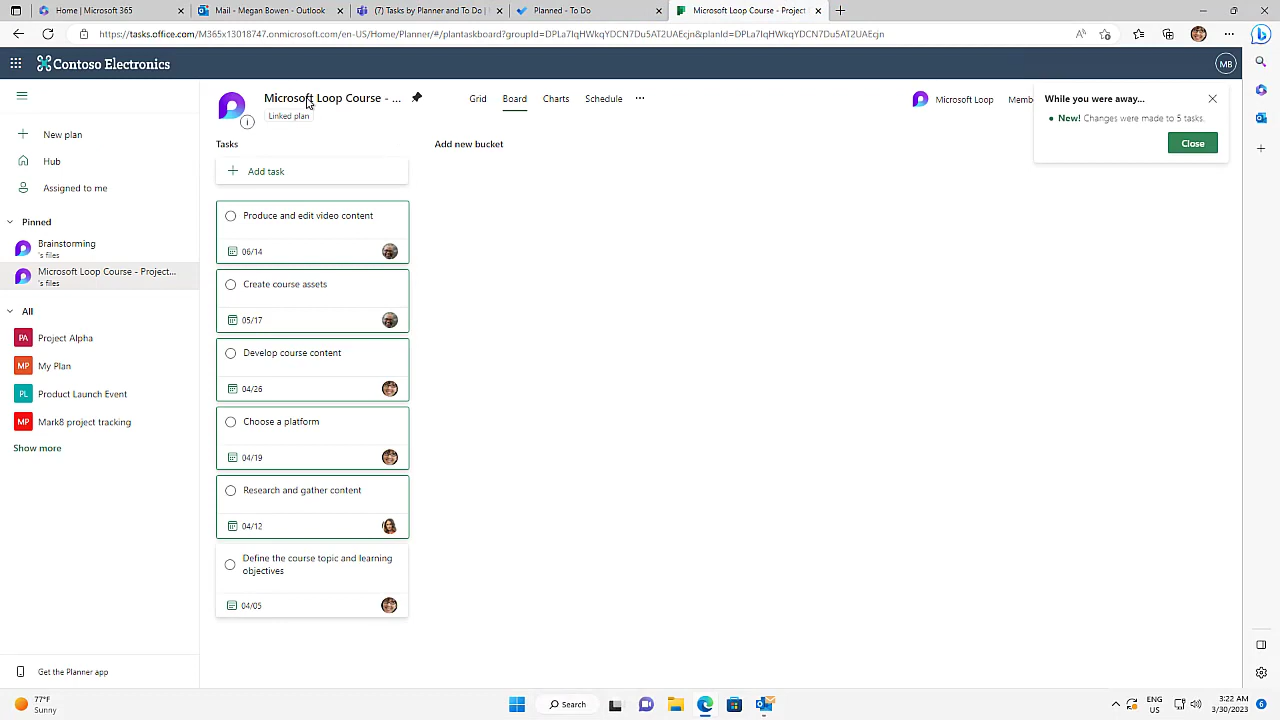 Home | Microsoft 365
Mail - Megan Bowen - Outlook
(7) Tasks by Planner and To Do |
Planned - To Do
Microsoft Loop Course - Project
https://tasks.office.com/M365x13018747.onmicrosoft.com/en-US/Home/Planner/#/plantaskboard?groupId=DPLa7IqHWkqYDCN7Du5AT2UAEcjn&planId=DPLa7IqHWkqYDCN7Du5AT2UAEcjn
Contoso Electronics
MB
New plan
Hub
Assigned to me
Pinned
Brainstorming
's files
Microsoft Loop Course - Project...
's files
All
PA Project Alpha
MP My Plan
PL Product Launch Event
MP Mark8 project tracking
Show more
Get the Planner app
Microsoft Loop Course - ...
Linked plan
Grid
Board
Charts
Schedule
...
Microsoft Loop
Memb
While you were away...
New! Changes were made to 5 tasks.
Close
Tasks
Add new bucket
Add task
Produce and edit video content
06/14
Create course assets
05/17
Develop course content
04/26
Choose a platform
04/19
Research and gather content
04/12
Define the course topic and learning
objectives
04/05
77°F
Sunny
Search
ENG
US
3:22 AM
3/30/2023
6